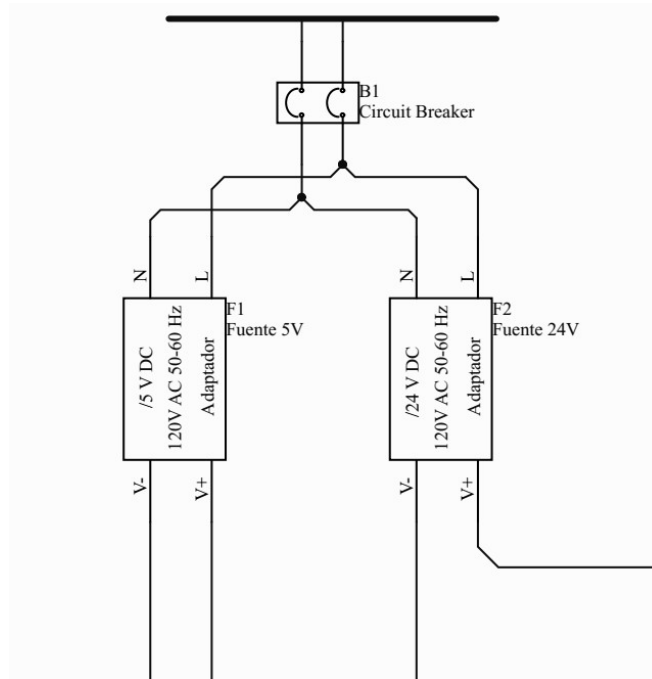 B1
Circuit Breaker
N
L
N
L
F1
Fuente 5V
Adaptador
120V AC 50-60 Hz
/5 V DC
F2
Fuente 24V
Adaptador
120V AC 50-60 Hz
/24 V DC
V-
V+
V-
V+